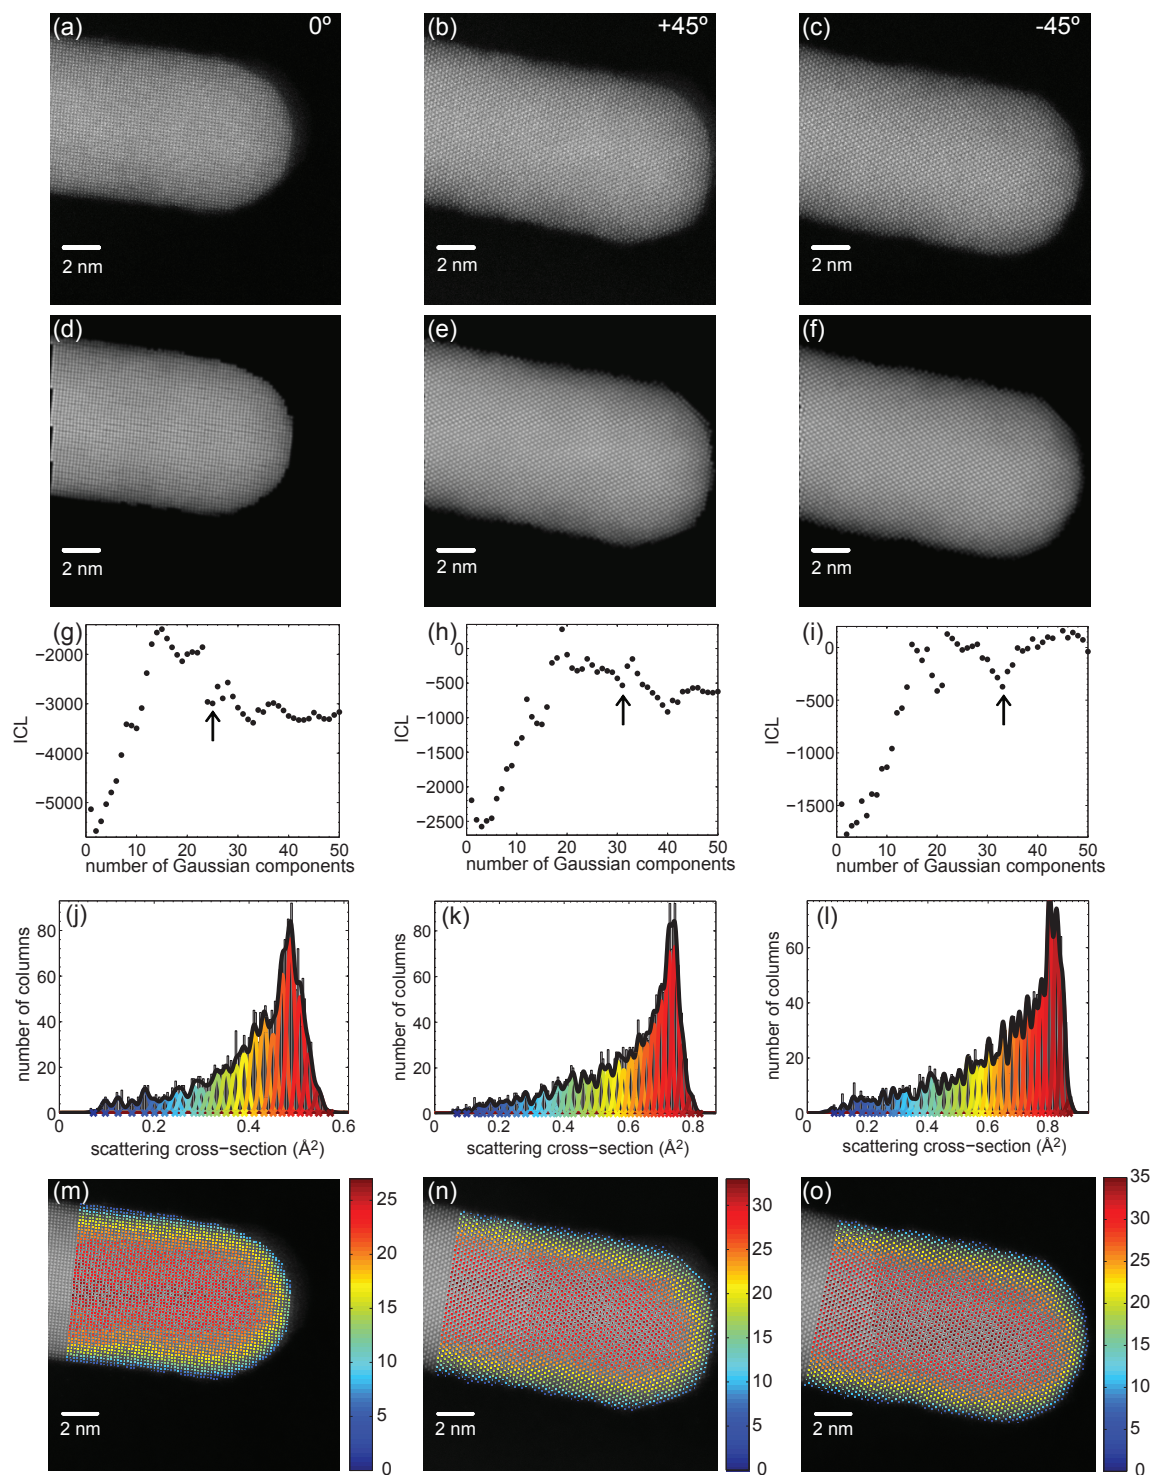 (a) 0º
2 nm
(b) +45º
2 nm
(c) -45º
2 nm
(d)
2 nm
(e)
2 nm
(f)
2 nm
(g)
ICL
−2000
−3000
−4000
−5000
0 10 20 30 40 50
number of Gaussian components
(h)
ICL
0
−500
−1000
−1500
−2000
−2500
0 10 20 30 40 50
number of Gaussian components
(i)
ICL
0
−500
−1000
−1500
0 10 20 30 40 50
number of Gaussian components
(j)
number of columns
80
60
40
20
0
0 0.2 0.4 0.6
scattering cross−section (Å²)
(k)
number of columns
80
60
40
20
0
0 0.2 0.4 0.6 0.8
scattering cross−section (Å²)
(l)
number of columns
60
40
20
0
0 0.2 0.4 0.6 0.8
scattering cross−section (Å²)
(m)
2 nm
25
20
15
10
5
0
(n)
2 nm
30
25
20
15
10
5
0
(o)
2 nm
35
30
25
20
15
10
5
0